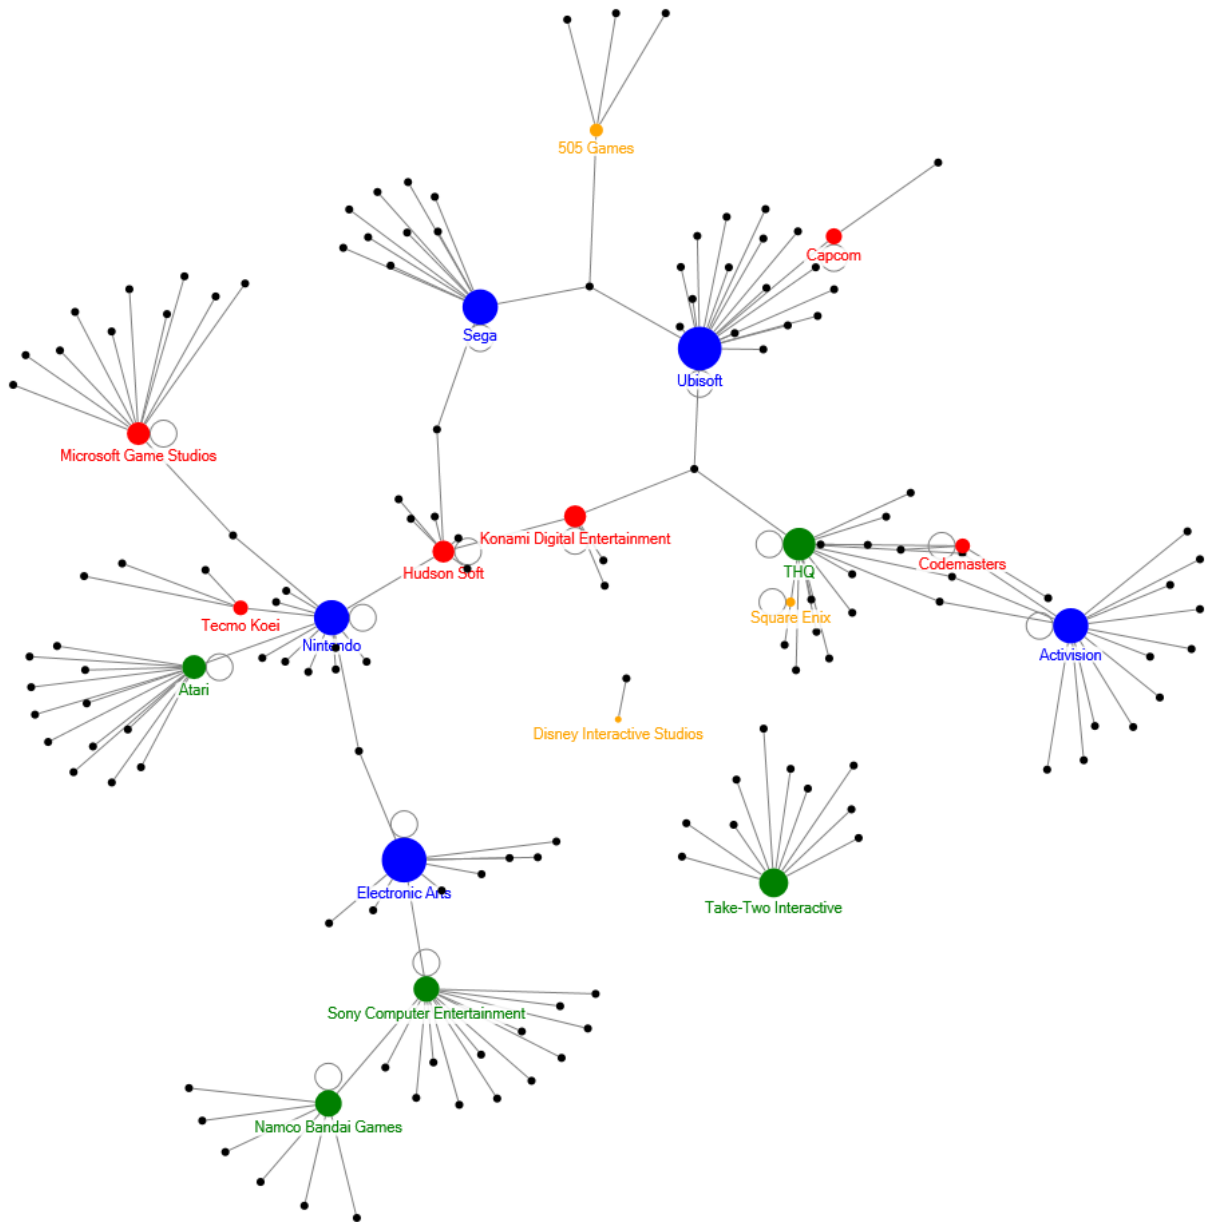 505 Games
Capcom
Sega
Ubisoft
Microsoft Game Studios
Konami Digital Entertainment
Codemasters
Hudson Soft
THQ
Square Enix
Tecmo Koei
Nintendo
Activision
Atari
Disney Interactive Studios
Electronic Arts
Take-Two Interactive
Sony Computer Entertainment
Namco Bandai Games